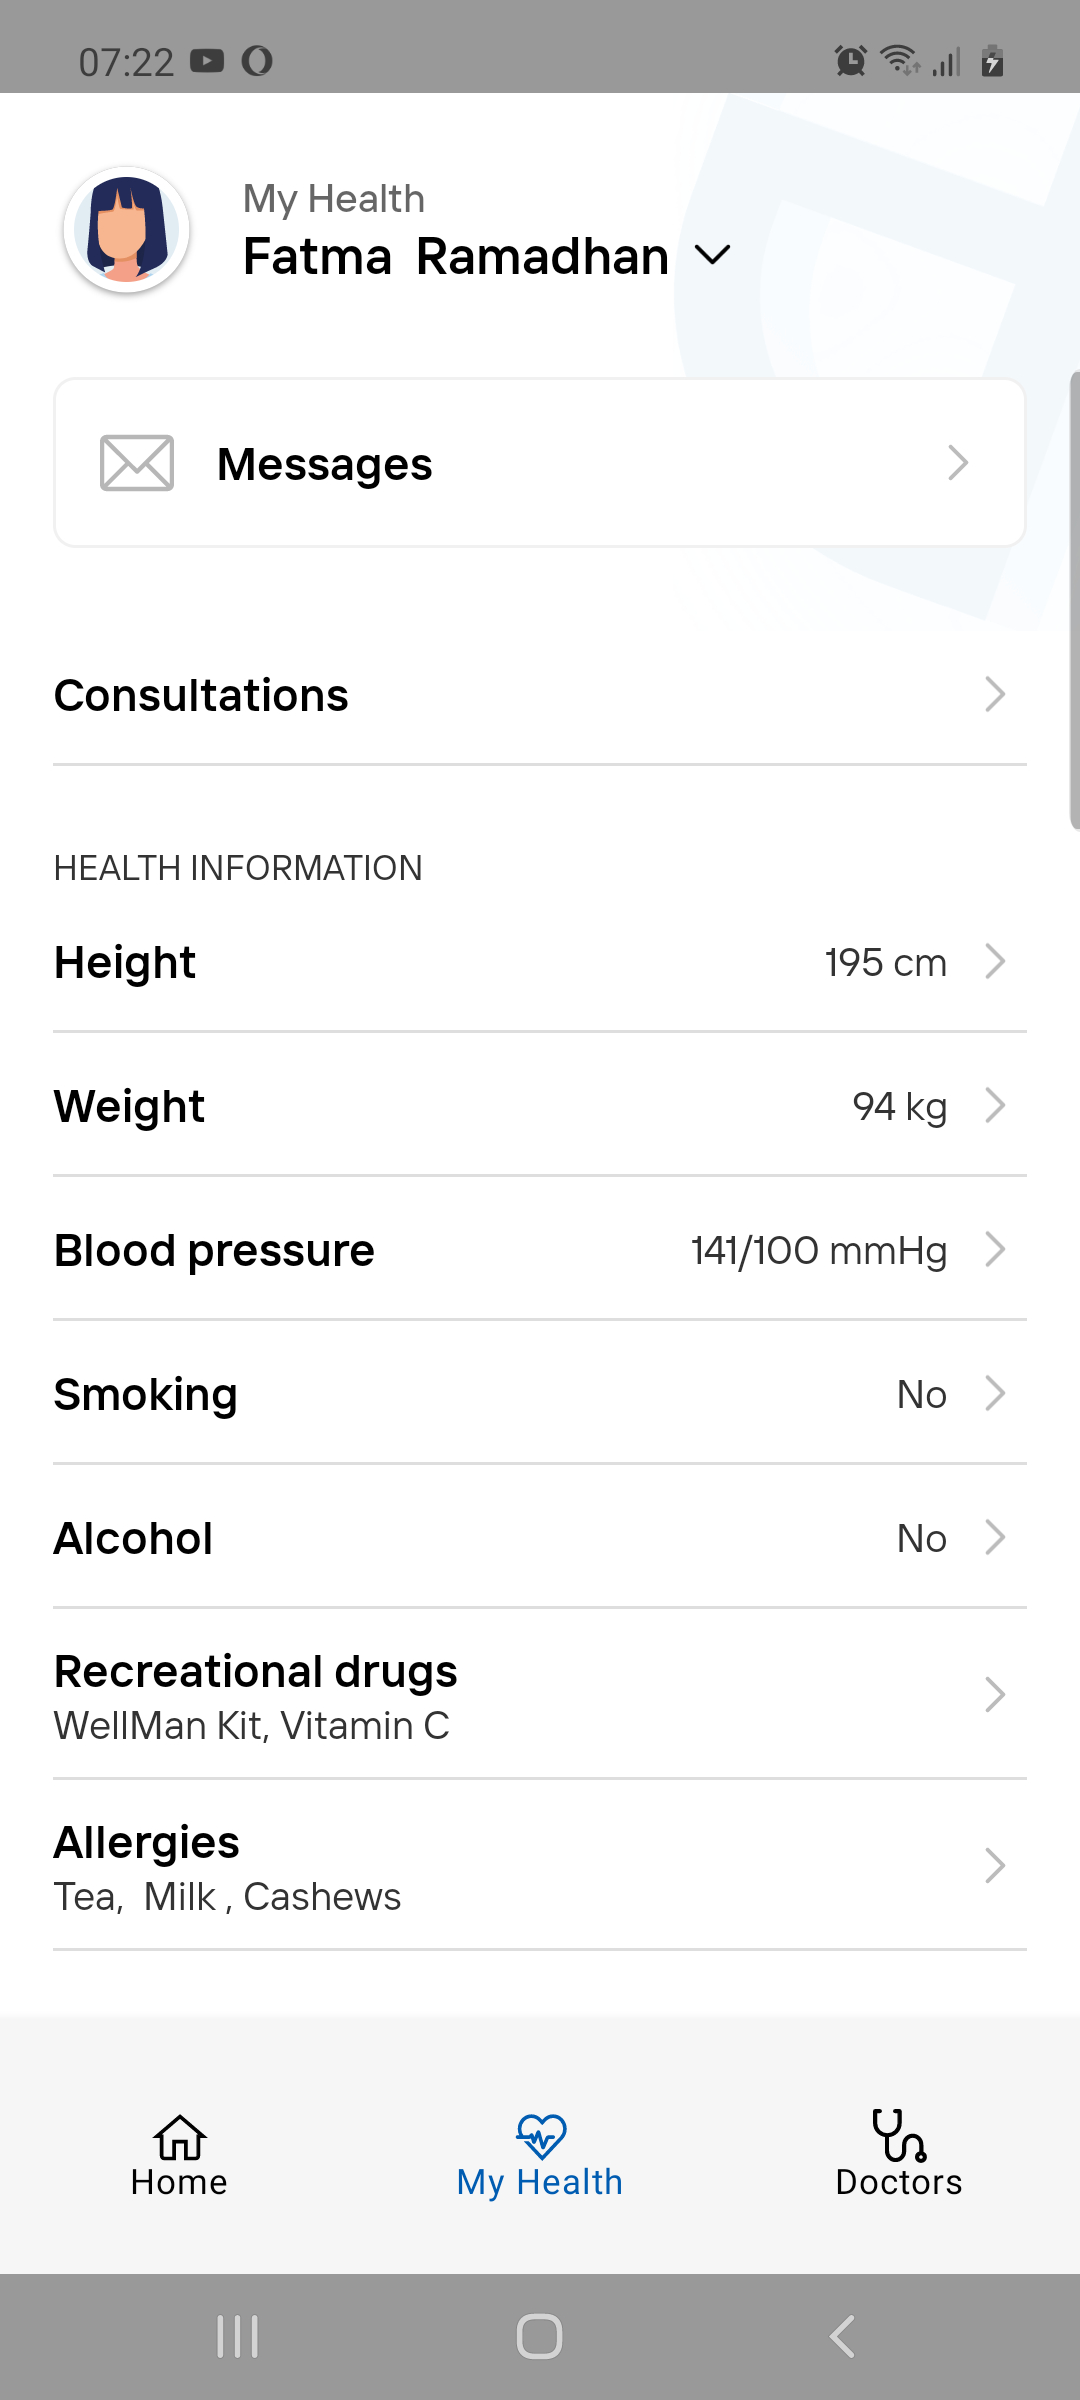 07:22
My Health
Fatma  Ramadhan
Messages
Consultations
HEALTH INFORMATION
Height 195 cm
Weight 94 kg
Blood pressure 141/100 mmHg
Smoking No
Alcohol No
Recreational drugs
WellMan Kit, Vitamin C
Allergies
Tea,  Milk , Cashews
Home My Health Doctors